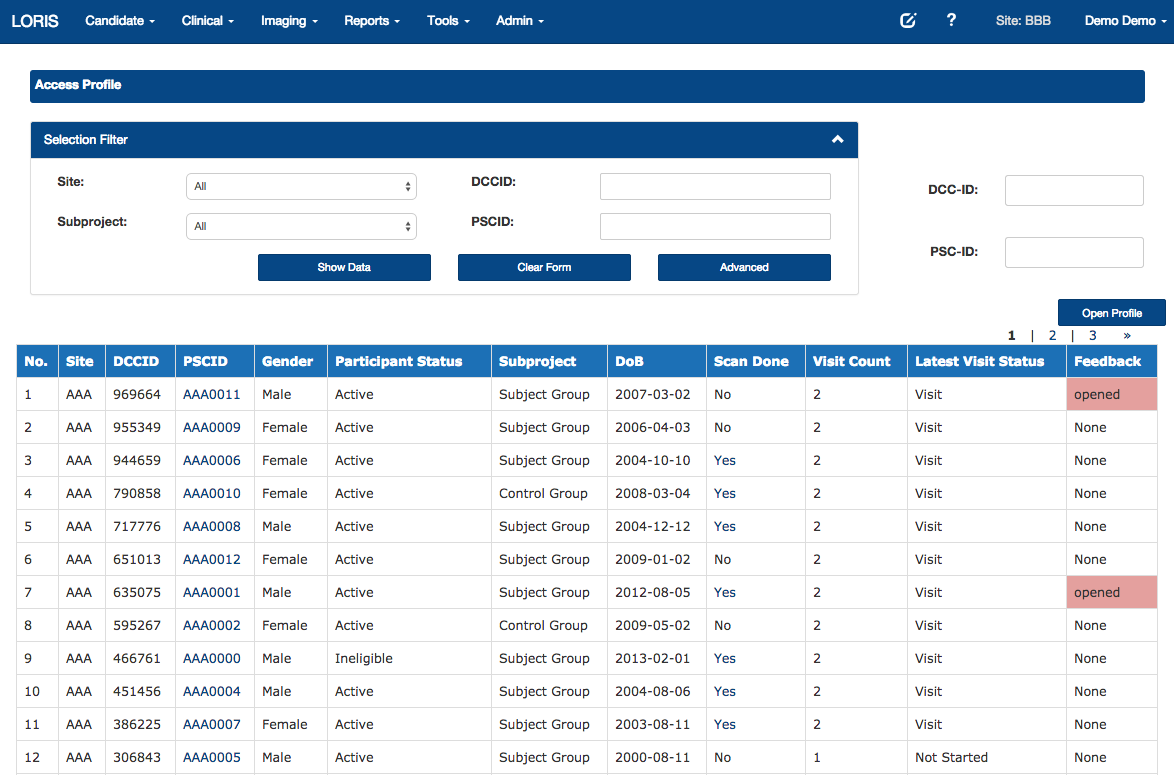 LORIS Candidate Clinical Imaging Reports Tools Admin ? Site: BBB Demo Demo
Access Profile
Selection Filter
Site: All DCCID:
DCC-ID:
Subproject: All PSCID:
PSC-ID:
Show Data Clear Form Advanced
Open Profile
1 | 2 | 3 »
No. Site DCCID PSCID Gender Participant Status Subproject DoB Scan Done Visit Count Latest Visit Status Feedback
1 AAA 969664 AAA0011 Male Active Subject Group 2007-03-02 No 2 Visit opened
2 AAA 955349 AAA0009 Female Active Subject Group 2006-04-03 No 2 Visit None
3 AAA 944659 AAA0006 Female Active Subject Group 2004-10-10 Yes 2 Visit None
4 AAA 790858 AAA0010 Female Active Control Group 2008-03-04 Yes 2 Visit None
5 AAA 717776 AAA0008 Male Active Subject Group 2004-12-12 Yes 2 Visit None
6 AAA 651013 AAA0012 Female Active Subject Group 2009-01-02 No 2 Visit None
7 AAA 635075 AAA0001 Male Active Subject Group 2012-08-05 Yes 2 Visit opened
8 AAA 595267 AAA0002 Female Active Control Group 2009-05-02 No 2 Visit None
9 AAA 466761 AAA0000 Male Ineligible Subject Group 2013-02-01 Yes 2 Visit None
10 AAA 451456 AAA0004 Male Active Subject Group 2004-08-06 Yes 2 Visit None
11 AAA 386225 AAA0007 Female Active Subject Group 2003-08-11 Yes 2 Visit None
12 AAA 306843 AAA0005 Male Active Subject Group 2000-08-11 No 1 Not Started None